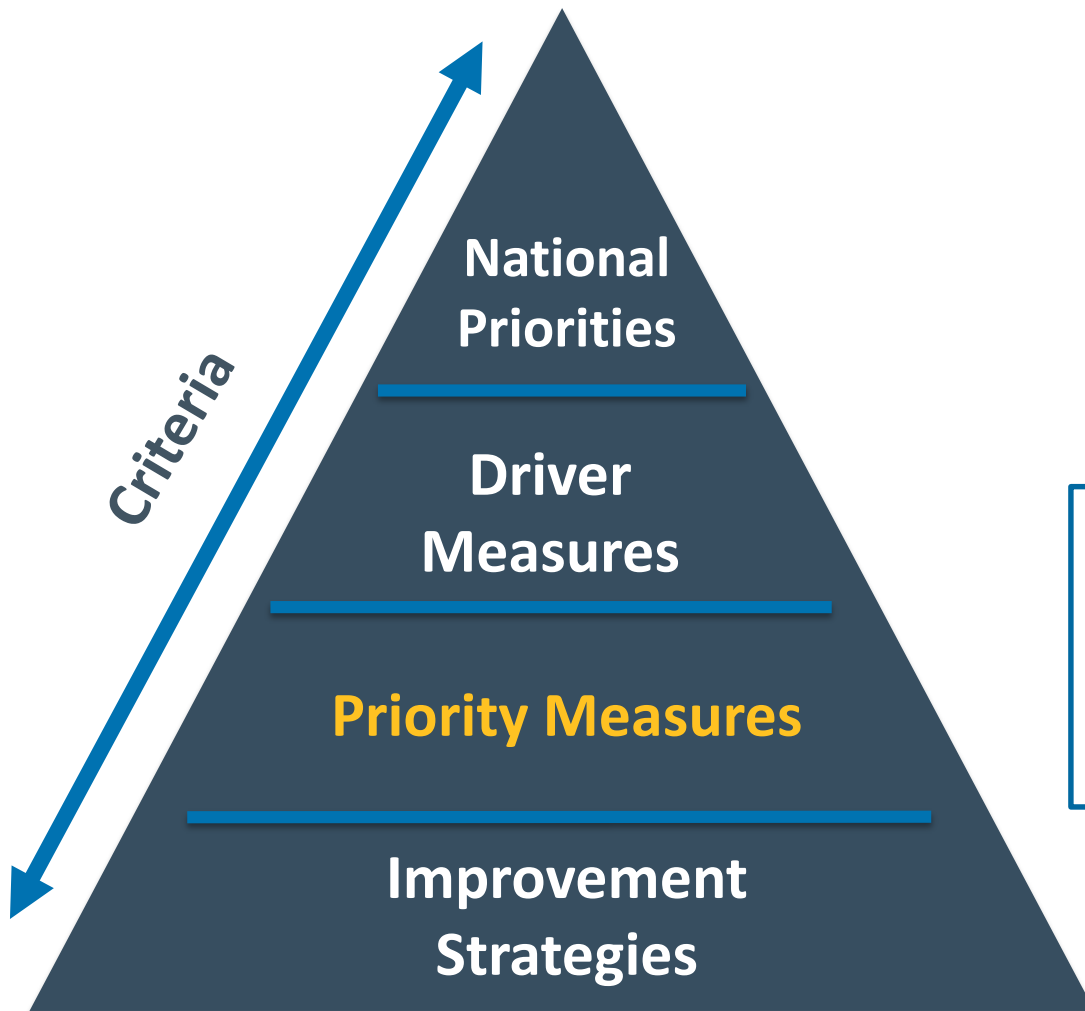 Criteria
National
Priorities
Driver
Measures
Priority Measures
Improvement
Strategies